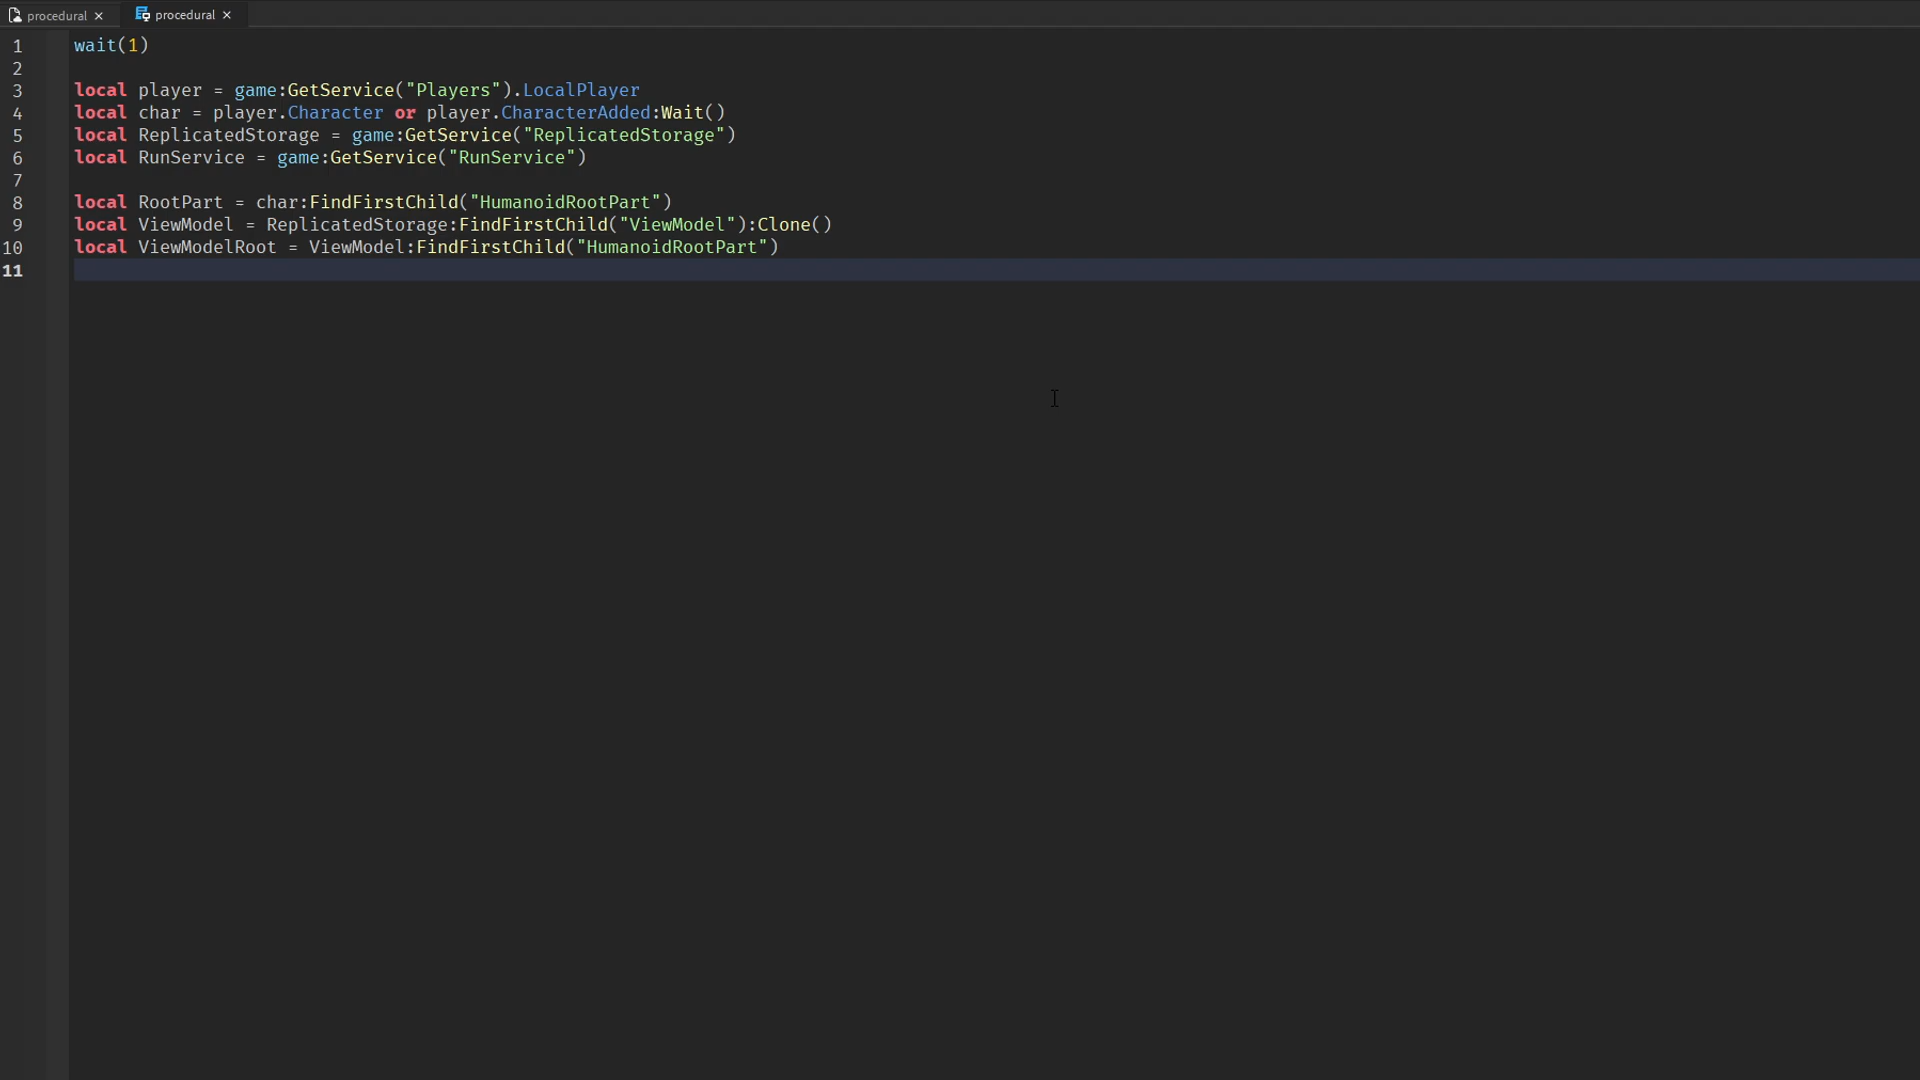 procedural × procedural ×
1 wait(1)
2
3 local player = game:GetService("Players").LocalPlayer
4 local char = player.Character or player.CharacterAdded:Wait()
5 local ReplicatedStorage = game:GetService("ReplicatedStorage")
6 local RunService = game:GetService("RunService")
7
8 local RootPart = char:FindFirstChild("HumanoidRootPart")
9 local ViewModel = ReplicatedStorage:FindFirstChild("ViewModel"):Clone()
10 local ViewModelRoot = ViewModel:FindFirstChild("HumanoidRootPart")
11